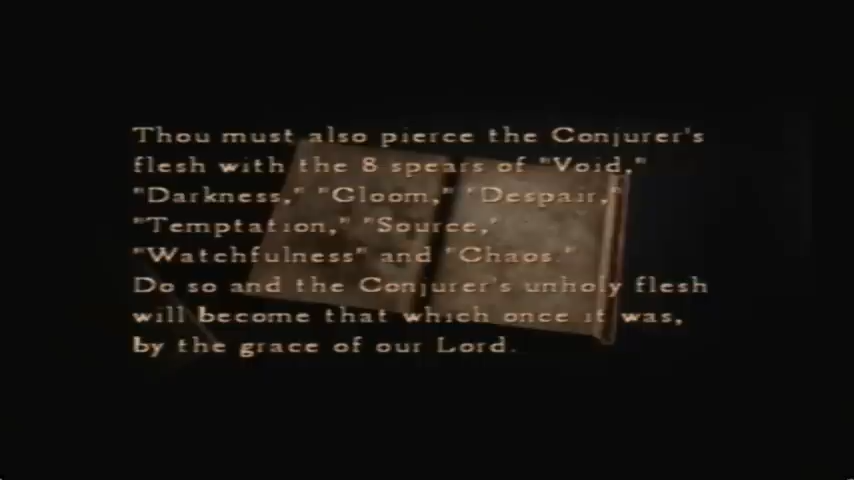 Thou must also pierce the Conjurer's
flesh with the 8 spears of "Void,"
"Darkness," "Gloom," "Despair,"
"Temptation," "Source,"
"Watchfulness" and "Chaos."
Do so and the Conjurer's unholy flesh
will become that which once it was,
by the grace of our Lord.